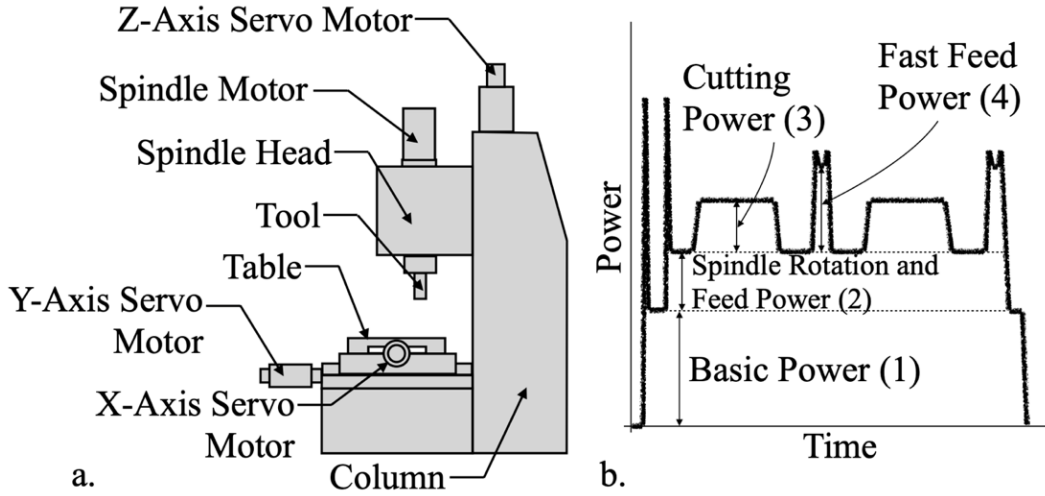 Z-Axis Servo Motor
Spindle Motor
Spindle Head
Tool
Table
Y-Axis Servo
Motor
X-Axis Servo
Motor
Column
a.
Power
Cutting
Power (3)
Fast Feed
Power (4)
Spindle Rotation and
Feed Power (2)
Basic Power (1)
Time
b.